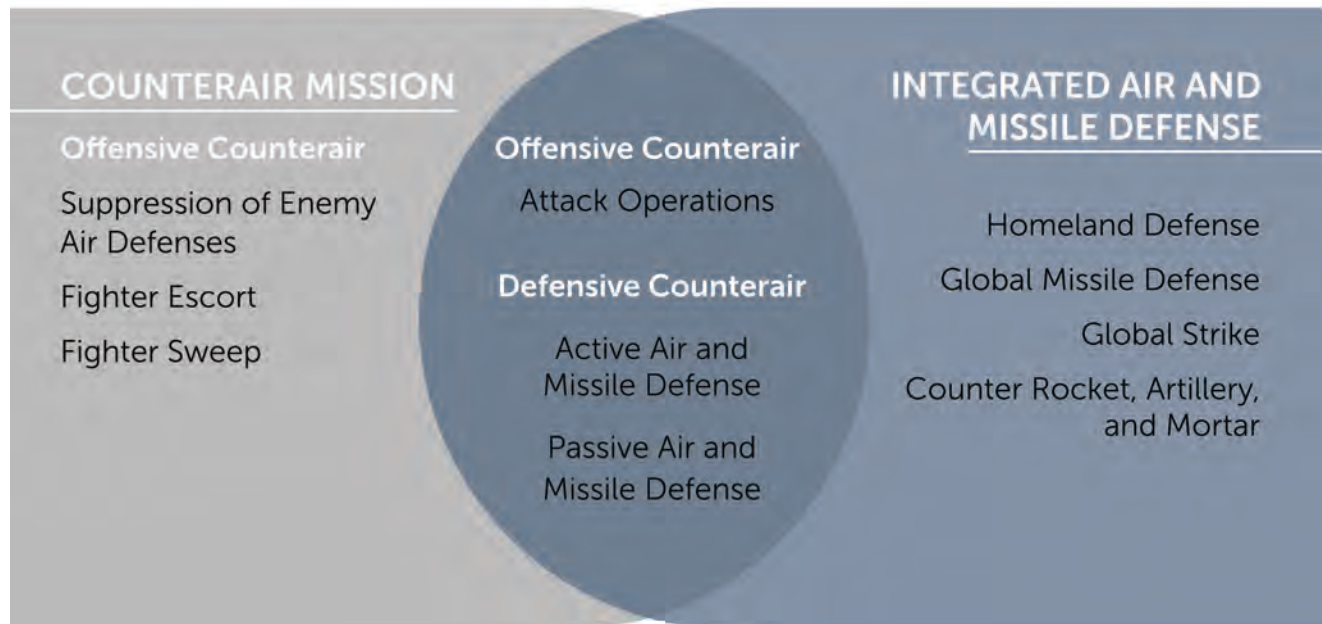 COUNTERAIR MISSION
Offensive Counterair
Suppression of Enemy
Air Defenses
Fighter Escort
Fighter Sweep
Offensive Counterair
Attack Operations
Defensive Counterair
Active Air and
Missile Defense
Passive Air and
Missile Defense
INTEGRATED AIR AND
MISSILE DEFENSE
Homeland Defense
Global Missile Defense
Global Strike
Counter Rocket, Artillery,
and Mortar